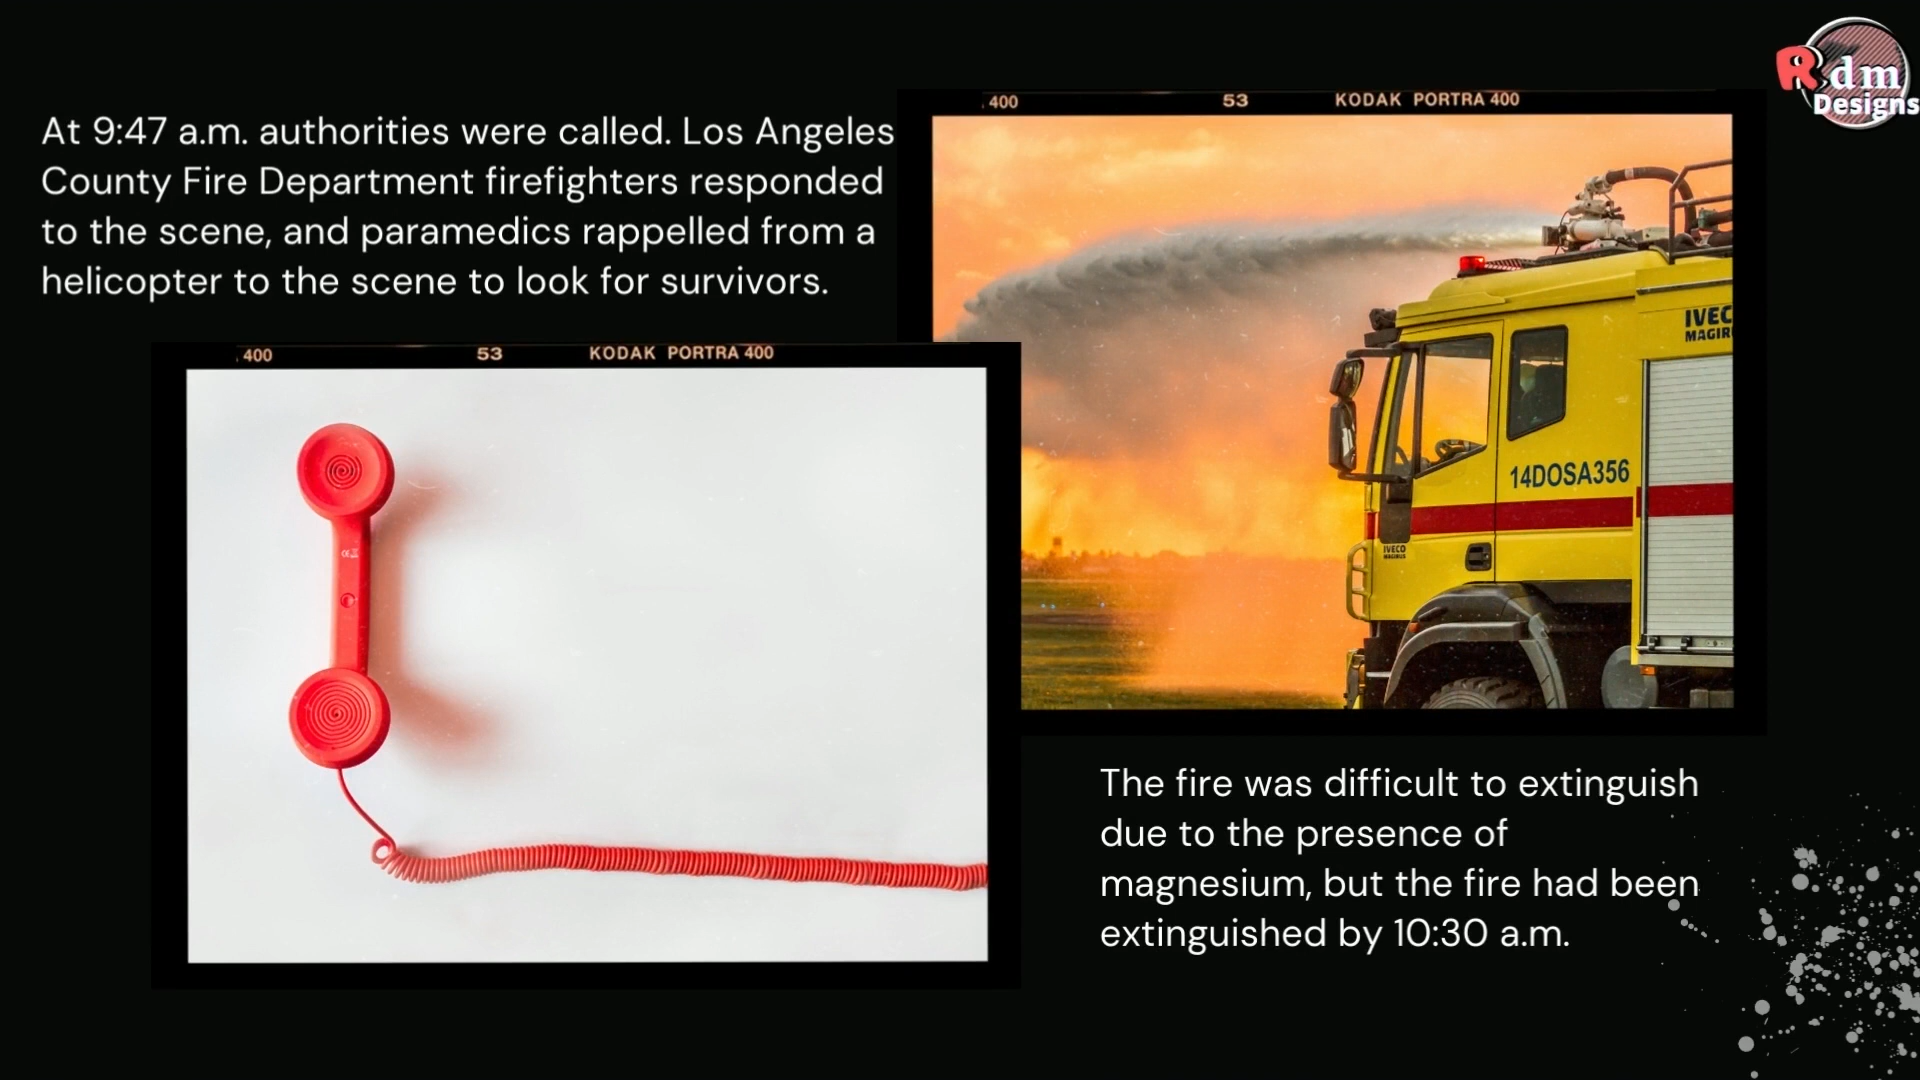 Rdm
Designs
At 9:47 a.m. authorities were called. Los Angeles
County Fire Department firefighters responded
to the scene, and paramedics rappelled from a
helicopter to the scene to look for survivors.
400 53 KODAK PORTRA 400
IVEC
MAGIR
14DOSA356
IVECO
MAGIRUS
400 53 KODAK PORTRA 400
The fire was difficult to extinguish
due to the presence of
magnesium, but the fire had been
extinguished by 10:30 a.m.